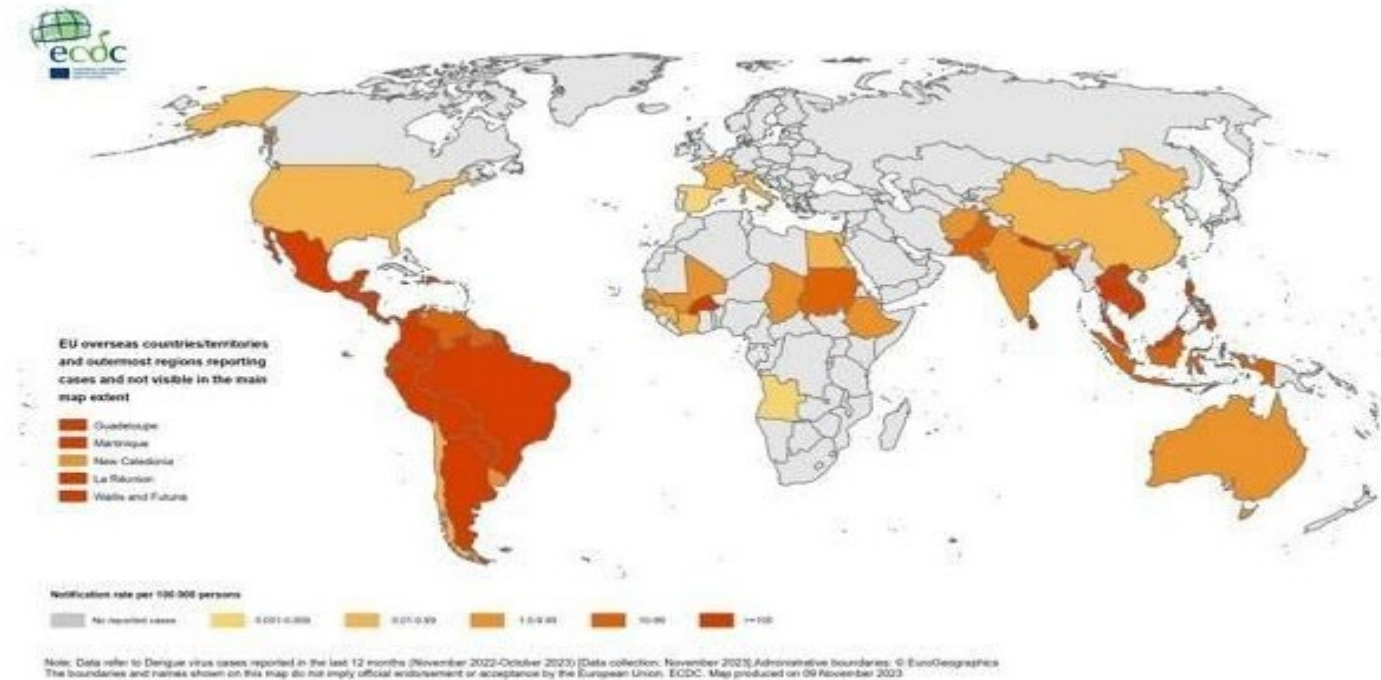 ecdc
EU overseas countries/territories
and outermost regions reporting
cases and not visible in the main
map extent
Guadeloupe
Martinique
New Caledonia
La Réunion
Wallis and Futuna
Notification rate per 100 000 persons
No reported cases
0.01-0.99
10-99
>=100
Note: Data refer to Dengue virus cases reported in the last 12 months (November 2022-October 2023) [Data collection: November 2023].Administrative boundaries: © EuroGeographics
The boundaries and names shown on this map do not imply official endorsement or acceptance by the European Union. ECDC. Map produced on 09 November 2023